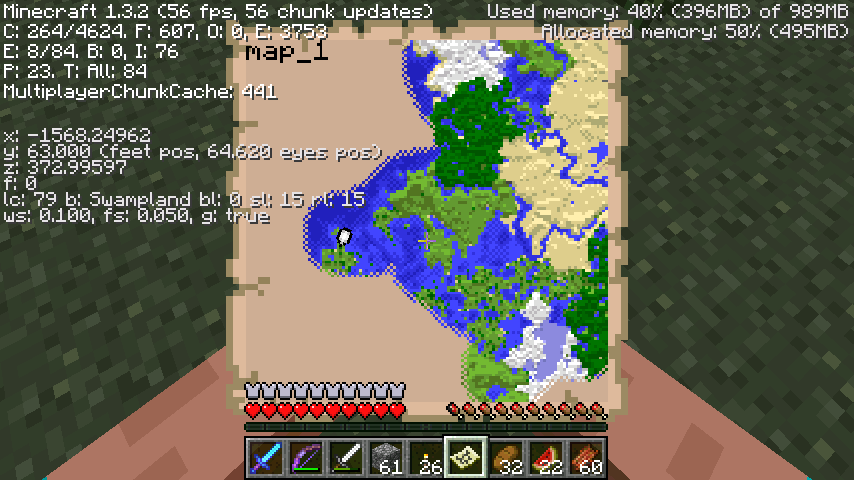 Minecraft 1.3.2 (56 fps, 56 chunk updates)
Used memory: 40% (396MB) of 989MB
C: 264/4624, F: 607, O: 0, E: 3753
Allocated memory: 50% (495MB)
E: 8/84. B: 0, I: 76
map_1
P: 23. T: All: 84
MultiplayerChunkCache: 441
x: -1568.24962
y: 63.000 (feet pos, 64.620 eyes pos)
z: 372.99597
f: 0
lc: 79 b: Swampland bl: 0 sl: 15 rl: 15
ws: 0.100, fs: 0.050, g: true
61
26
32
22
60